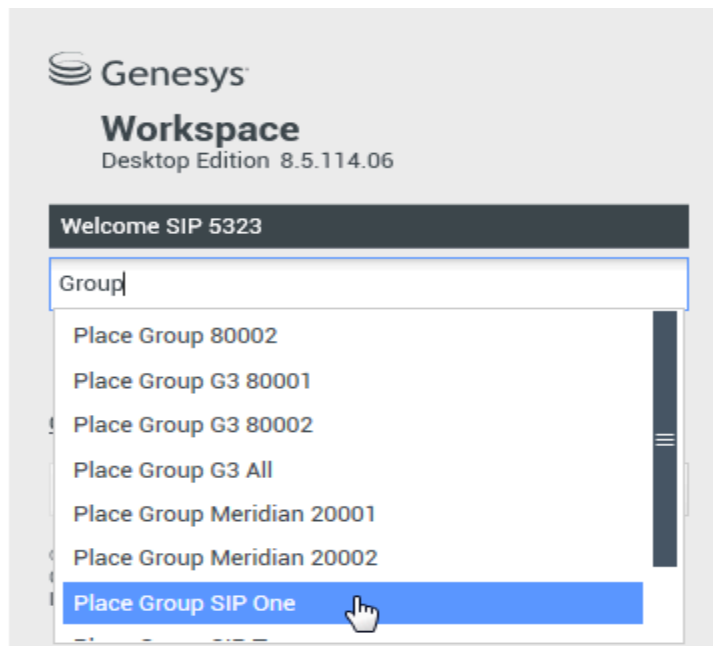 Genesys
Workspace
Desktop Edition 8.5.114.06
Welcome SIP 5323
Group
Place Group 80002
Place Group G3 80001
Place Group G3 80002
Place Group G3 All
Place Group Meridian 20001
Place Group Meridian 20002
Place Group SIP One